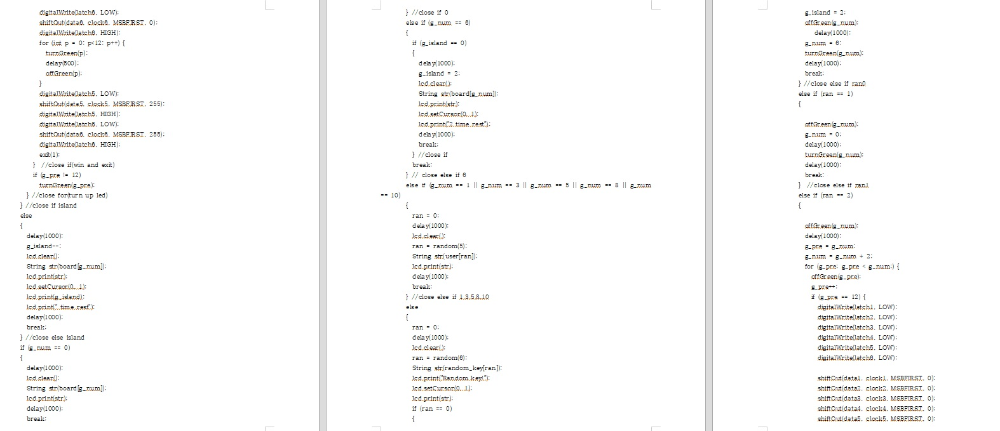 digitalWrite(latch6, LOW);
shiftOut(data6, clock6, MSBFIRST, 0);
digitalWrite(latch6, HIGH);
for (int p = 0; p<12; p++) {
turnGreen(p);
delay(500);
offGreen(p);
}
digitalWrite(latch5, LOW);
shiftOut(data5, clock5, MSBFIRST, 255);
digitalWrite(latch5, HIGH);
digitalWrite(latch6, LOW);
shiftOut(data6, clock6, MSBFIRST, 255);
digitalWrite(latch6, HIGH);
exit(1);
} //close if(win and exit)
if (g_pre != 12)
turnGreen(g_pre);
} //close for(turn up led)
} //close if island
else
{
delay(1000);
g_island--;
lcd.clear();
String str(board[g_num]);
lcd.print(str);
lcd.setCursor(0, 1);
lcd.print(g_island);
lcd.print(" time rest");
delay(1000);
break;
} //close else island
if (g_num == 0)
{
delay(1000);
lcd.clear();
String str(board[g_num]);
lcd.print(str);
delay(1000);
break;
} //close if 0
else if (g_num == 6)
{
if (g_island == 0)
{
delay(1000);
g_island = 2;
lcd.clear();
String str(board[g_num]);
lcd.print(str);
lcd.setCursor(0, 1);
lcd.print("2 time rest");
delay(1000);
break;
} //close if
break;
} // close else if 6
else if (g_num == 1 || g_num == 3 || g_num == 5 || g_num == 8 || g_num
== 10)
{
ran = 0;
delay(1000);
lcd.clear();
ran = random(5);
String str(user[ran]);
lcd.print(str);
delay(1000);
break;
} //close else if 1,3,5,8,10
else
{
ran = 0;
delay(1000);
lcd.clear();
ran = random(6);
String str(random_key[ran]);
lcd.print("Random key!");
lcd.setCursor(0, 1);
lcd.print(str);
if (ran == 0)
{
g_island = 2;
offGreen(g_num);
delay(1000);
g_num = 6;
turnGreen(g_num);
delay(1000);
break;
} //close else if ran0
else if (ran == 1)
{
offGreen(g_num);
g_num = 0;
delay(1000);
turnGreen(g_num);
delay(1000);
break;
} //close else if ran1
else if (ran == 2)
{
offGreen(g_num);
delay(1000);
g_pre = g_num;
g_num = g_num + 2;
for (g_pre; g_pre < g_num;) {
offGreen(g_pre);
g_pre++;
if (g_pre == 12) {
digitalWrite(latch1, LOW);
digitalWrite(latch2, LOW);
digitalWrite(latch3, LOW);
digitalWrite(latch4, LOW);
digitalWrite(latch5, LOW);
digitalWrite(latch6, LOW);
shiftOut(data1, clock1, MSBFIRST, 0);
shiftOut(data2, clock2, MSBFIRST, 0);
shiftOut(data3, clock3, MSBFIRST, 0);
shiftOut(data4, clock4, MSBFIRST, 0);
shiftOut(data5, clock5, MSBFIRST, 0);